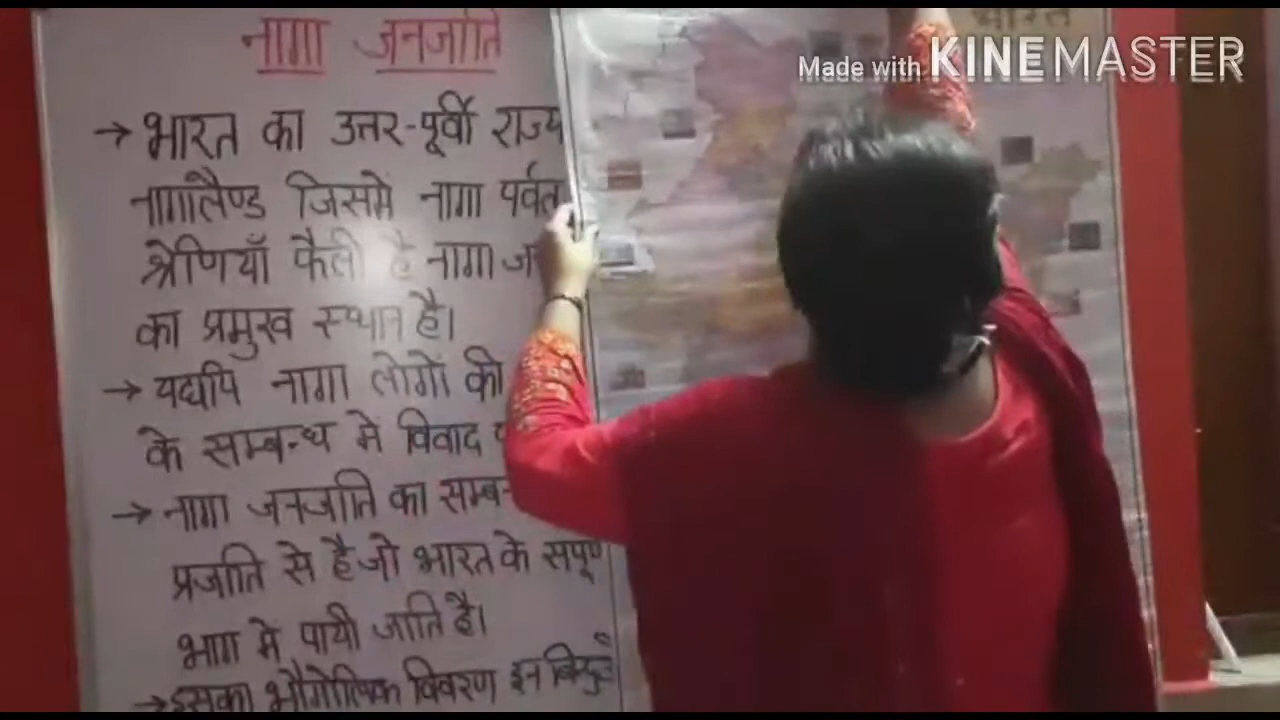 नागा जनजाति
→ भारत का उत्तर-पूर्वी राज्य
नागालैण्ड जिसमे नागा पर्वत
श्रेणियाँ फैली है नागा
का प्रमुख स्थान है।
→ यद्यपि नागा लोगों की
के सम्बन्ध में विवाद
→ नागा जनजाति का
प्रजाति से है जो भारत के संपूण
भाग में पायी जाति है।
→ इसका भौगोलिक विवरण इन
भारत
Made with KINEMASTER